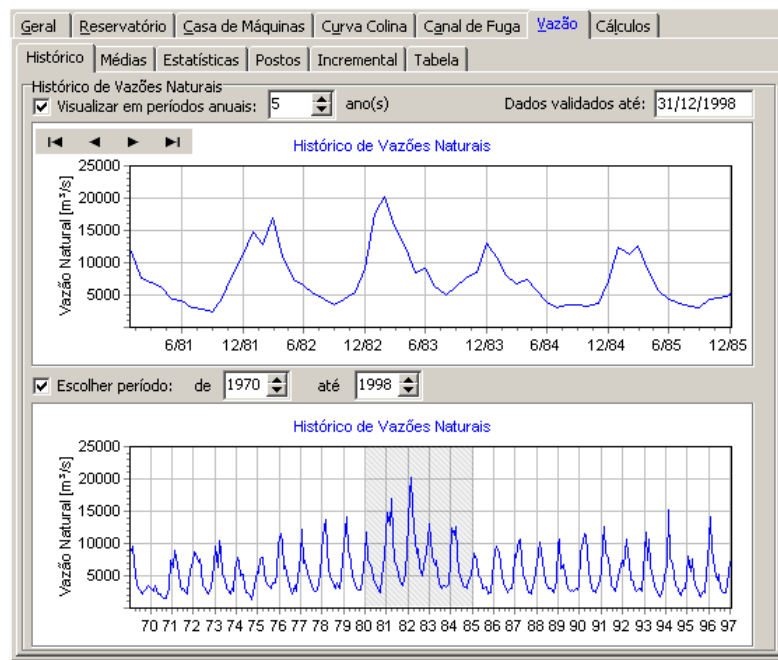 Geral Reservatório Casa de Máquinas Curva Colina Canal de Fuga Vazão Cálculos
Histórico Médias Estatísticas Postos Incremental Tabela
Histórico de Vazões Naturais
Visualizar em períodos anuais: 5 ano(s) Dados validados até: 31/12/1998
Histórico de Vazões Naturais
Vazão Natural [m³/s]
25000
20000
15000
10000
5000
6/81 12/81 6/82 12/82 6/83 12/83 6/84 12/84 6/85 12/85
Escolher período: de 1970 até 1998
Histórico de Vazões Naturais
Vazão Natural [m³/s]
25000
20000
15000
10000
5000
70 71 72 73 74 75 76 77 78 79 80 81 82 83 84 85 86 87 88 89 90 91 92 93 94 95 96 97